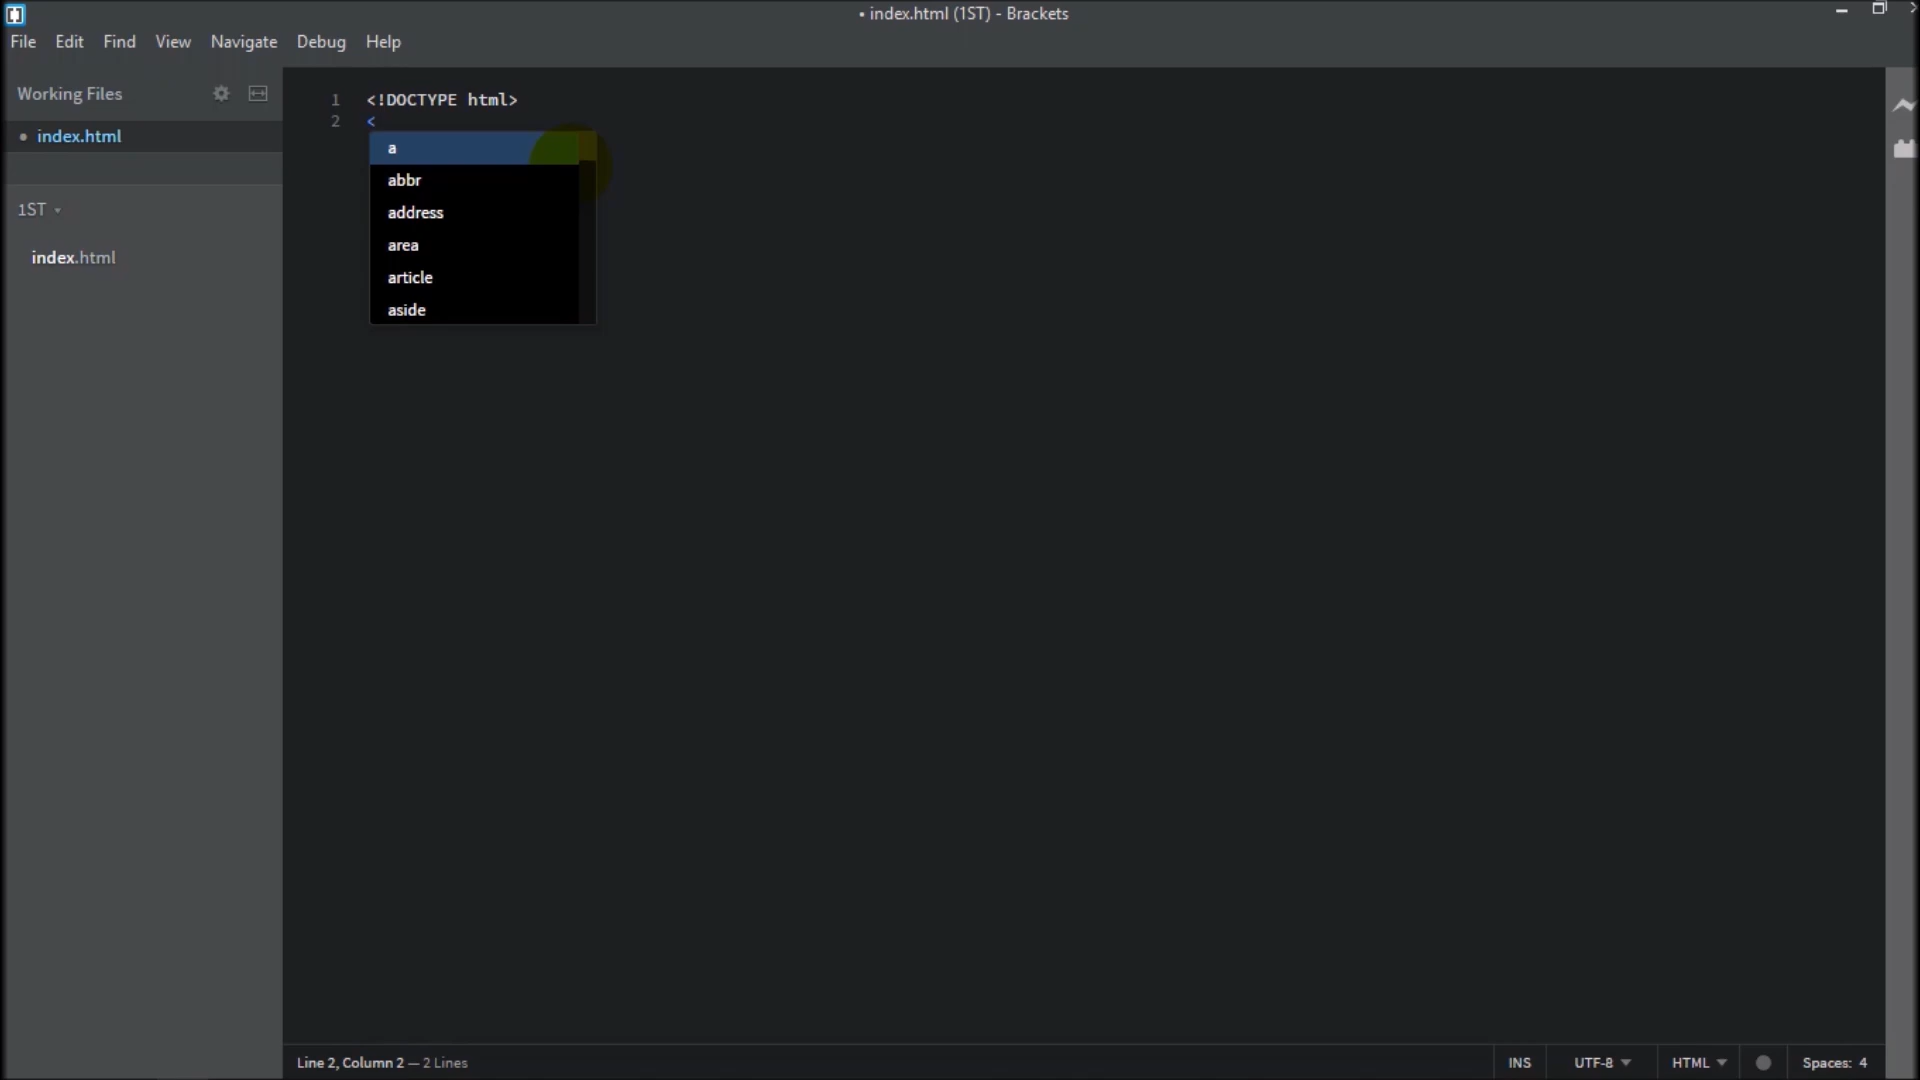 • index.html (1ST) - Brackets
File Edit Find View Navigate Debug Help
Working Files
• index.html
1ST
index.html
1 <!DOCTYPE html>
2 <
a
abbr
address
area
article
aside
Line 2, Column 2 — 2 Lines
INS UTF-8 HTML Spaces: 4